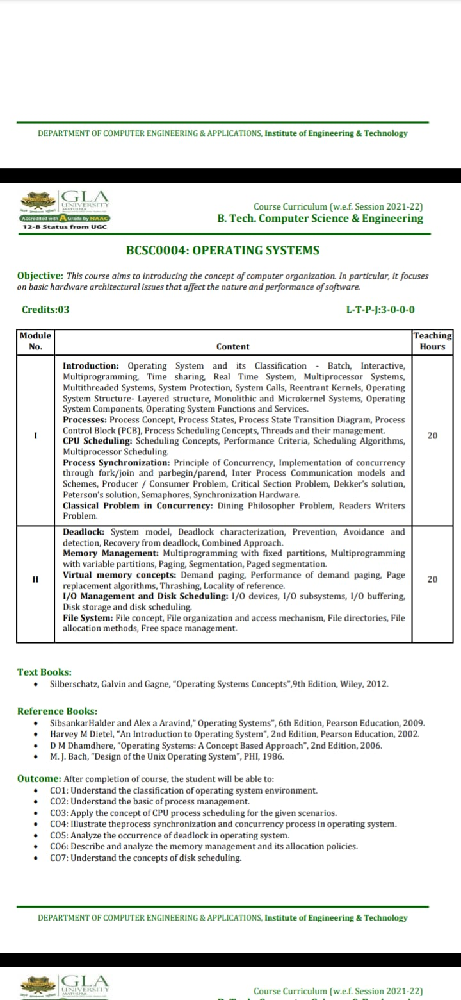 DEPARTMENT OF COMPUTER ENGINEERING & APPLICATIONS, Institute of Engineering & Technology
GLA
UNIVERSITY
MATHURA
Accredited with A Grade by NAAC
12-B Status from UGC
Course Curriculum (w.e.f. Session 2021-22)
B. Tech. Computer Science & Engineering
BCSC0004: OPERATING SYSTEMS
Objective: This course aims to introducing the concept of computer organization. In particular, it focuses
on basic hardware architectural issues that affect the nature and performance of software.
Credits:03 L-T-P-J:3-0-0-0
Module No. Content Teaching Hours
Introduction: Operating System and its Classification - Batch, Interactive,
Multiprogramming, Time sharing, Real Time System, Multiprocessor Systems,
Multithreaded Systems, System Protection, System Calls, Reentrant Kernels, Operating
System Structure- Layered structure, Monolithic and Microkernel Systems, Operating
System Components, Operating System Functions and Services.
Processes: Process Concept, Process States, Process State Transition Diagram, Process
I Control Block (PCB), Process Scheduling Concepts, Threads and their management. 20
CPU Scheduling: Scheduling Concepts, Performance Criteria, Scheduling Algorithms,
Multiprocessor Scheduling.
Process Synchronization: Principle of Concurrency, Implementation of concurrency
through fork/join and parbegin/parend, Inter Process Communication models and
Schemes, Producer / Consumer Problem, Critical Section Problem, Dekker's solution,
Peterson's solution, Semaphores, Synchronization Hardware.
Classical Problem in Concurrency: Dining Philosopher Problem, Readers Writers
Problem.
Deadlock: System model, Deadlock characterization, Prevention, Avoidance and
detection, Recovery from deadlock, Combined Approach.
Memory Management: Multiprogramming with fixed partitions, Multiprogramming
with variable partitions, Paging, Segmentation, Paged segmentation.
II Virtual memory concepts: Demand paging, Performance of demand paging, Page 20
replacement algorithms, Thrashing, Locality of reference.
I/O Management and Disk Scheduling: I/O devices, I/O subsystems, I/O buffering,
Disk storage and disk scheduling.
File System: File concept, File organization and access mechanism, File directories, File
allocation methods, Free space management.
Text Books:
• Silberschatz, Galvin and Gagne, "Operating Systems Concepts",9th Edition, Wiley, 2012.
Reference Books:
• SibsankarHalder and Alex a Aravind," Operating Systems", 6th Edition, Pearson Education, 2009.
• Harvey M Dietel, "An Introduction to Operating System", 2nd Edition, Pearson Education, 2002.
• D M Dhamdhere, "Operating Systems: A Concept Based Approach", 2nd Edition, 2006.
• M. J. Bach, "Design of the Unix Operating System", PHI, 1986.
Outcome: After completion of course, the student will be able to:
• CO1: Understand the classification of operating system environment.
• CO2: Understand the basic of process management.
• CO3: Apply the concept of CPU process scheduling for the given scenarios.
• CO4: Illustrate theprocess synchronization and concurrency process in operating system.
• CO5: Analyze the occurrence of deadlock in operating system.
• CO6: Describe and analyze the memory management and its allocation policies.
• CO7: Understand the concepts of disk scheduling.
DEPARTMENT OF COMPUTER ENGINEERING & APPLICATIONS, Institute of Engineering & Technology
GLA
UNIVERSITY
MATHURA
Course Curriculum (w.e.f. Session 2021-22)